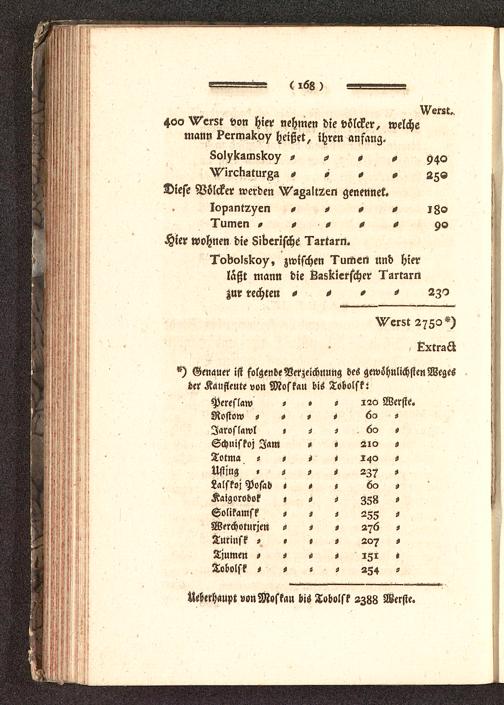 ( 168 )
Werst.
400 Werst von hier nehmen die völcker, welche
mann Permakoy heißet, ihren anfang.
Solykamskoy = = = = 940
Wirchaturga = = = = 250
Diese Völcker werden Wagaltzen genennet.
Iopantzyen = = = = 180
Tumen = = = = = 90
Hier wohnen die Siberische Tartarn.
Tobolskoy, zwischen Tumen und hier
läßt mann die Baskierscher Tartarn
zur rechten = = = = 230
Werst 2750*)
Extract
*) Genauer ist folgende Verzeichnung des gewöhnlichsten Weges
der Kaufleute von Moskau bis Tobolsk:
Pereslaw = = = 120 Werste.
Rostow = = = = 60 =
Jaroslawl = = = 60 =
Schuiskoj Jam = = 210 =
Totma = = = = 140 =
Ustjug = = = = 237 =
Lalskoj Posad = = = 60 =
Kaigorodok = = = 358 =
Solikamsk = = = 255 =
Werchoturjen = = = 276 =
Turinsk = = = = 207 =
Tjumen = = = = 151 =
Tobolsk = = = = 254 =
Ueberhaupt von Moskau bis Tobolsk 2388 Werste.